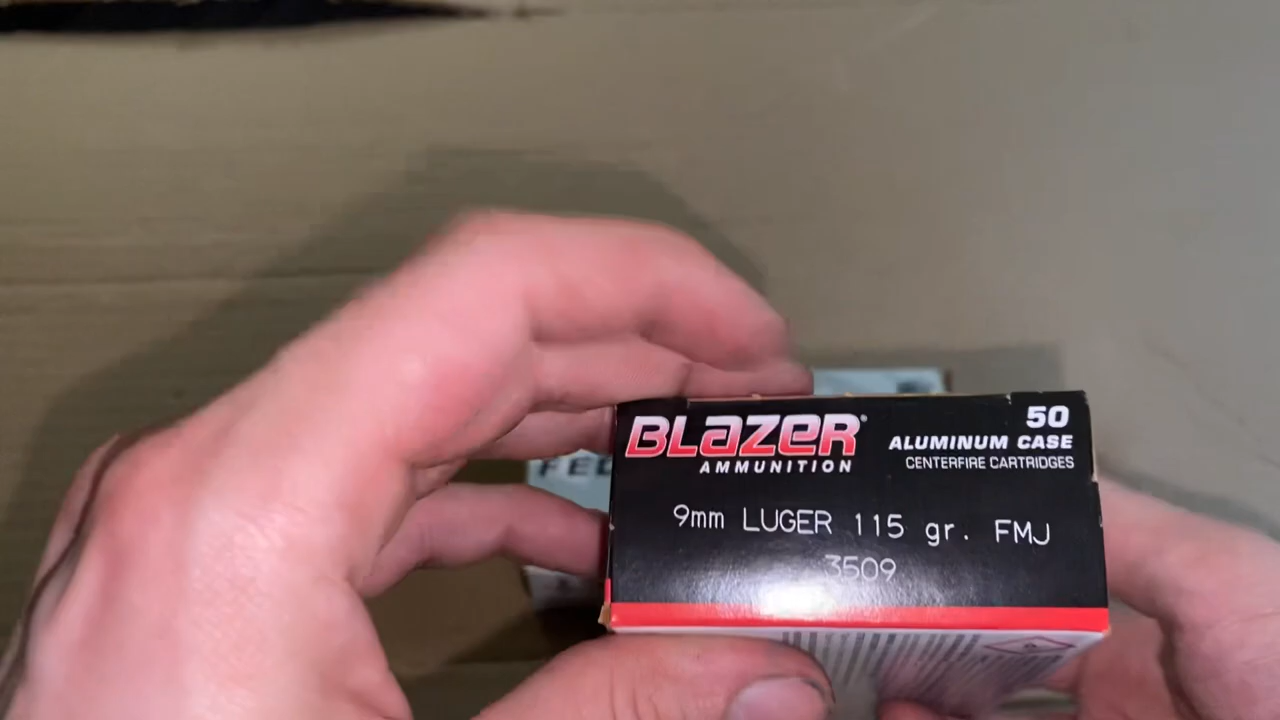 BLazeR®
AMMUNITION
50
ALUMINUM CASE
CENTERFIRE CARTRIDGES
9mm LUGER 115 gr. FMJ
3509